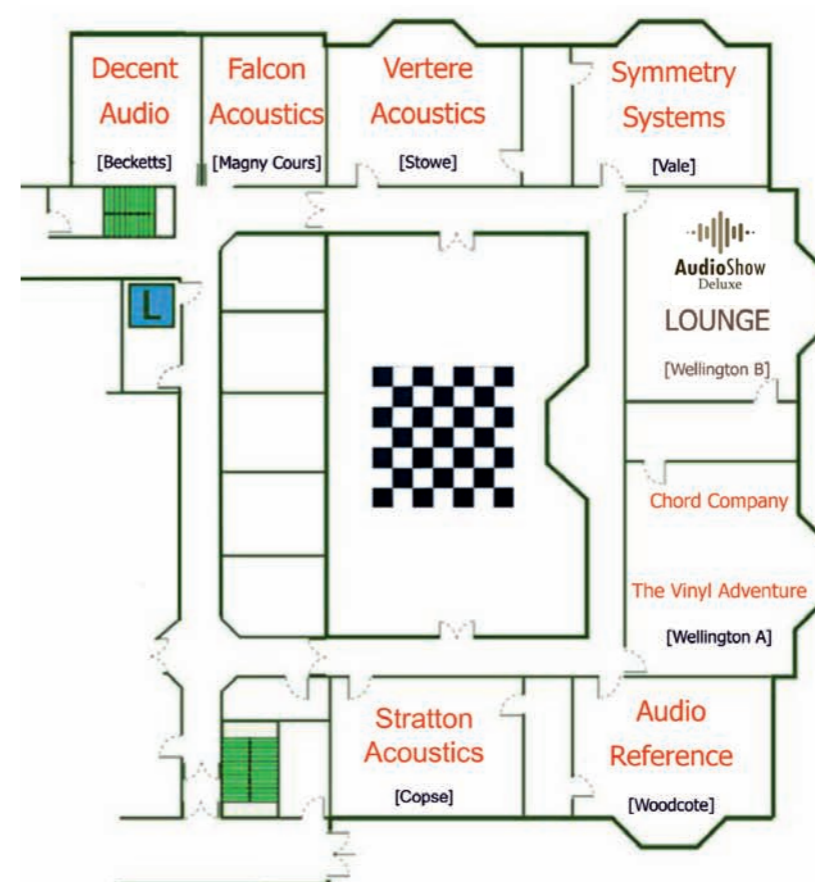 Decent
Audio
[Becketts]
Falcon
Acoustics
[Magny Cours]
Vertere
Acoustics
[Stowe]
Symmetry
Systems
[Vale]
AudioShow
Deluxe
LOUNGE
[Wellington B]
L
Chord Company
The Vinyl Adventure
[Wellington A]
Stratton
Acoustics
[Copse]
Audio
Reference
[Woodcote]